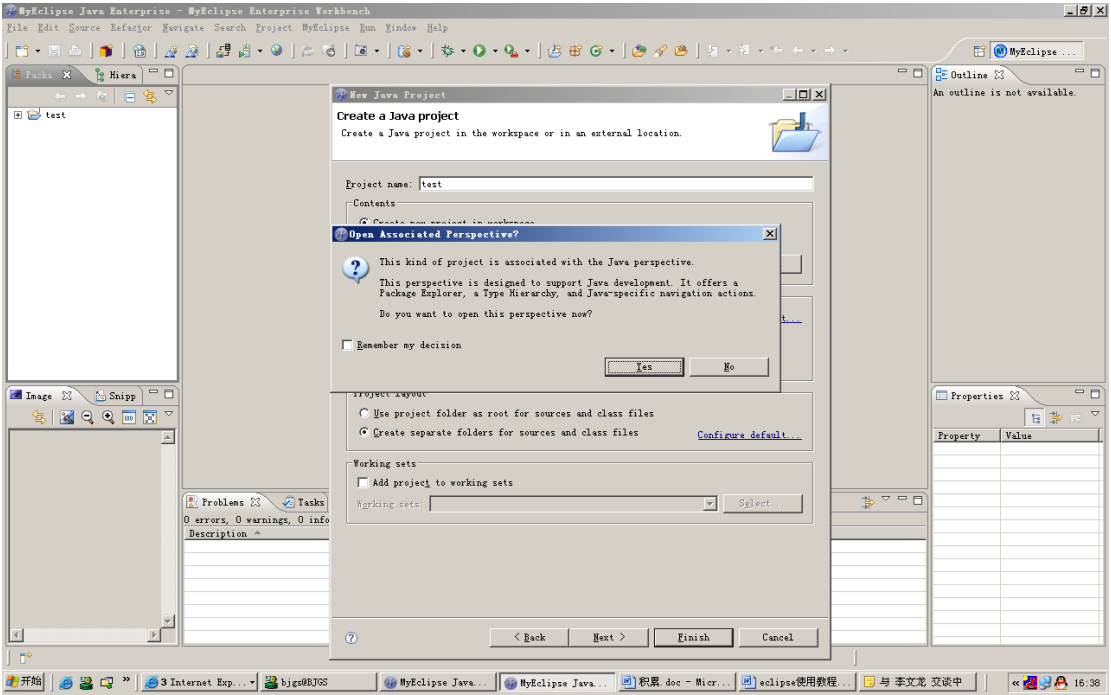 MyEclipse Java Enterprise - MyEclipse Enterprise Workbench
File Edit Source Refactor Navigate Search Project MyEclipse Run Window Help
MyEclipse ...
Packa
Hiera
Outline
test
An outline is not available.
New Java Project
Create a Java project
Create a Java project in the workspace or in an external location.
Project name: test
Contents
Create new project in workspace
Open Associated Perspective?
This kind of project is associated with the Java perspective.
This perspective is designed to support Java development. It offers a
Package Explorer, a Type Hierarchy, and Java-specific navigation actions.
Do you want to open this perspective now?
t...
Remember my decision
Yes
No
Project layout
Use project folder as root for sources and class files
Create separate folders for sources and class files
Configure default...
Working sets
Add project to working sets
Working sets:
Select...
Image
Snipp
Properties
Property
Value
Problems
Tasks
0 errors, 0 warnings, 0 info
Description
< Back
Next >
Finish
Cancel
开始
3 Internet Exp...
bjgs@BJGS
MyEclipse Java...
MyEclipse Java...
积累.doc - Micr...
eclipse使用教程...
与 李文龙 交谈中
16:38